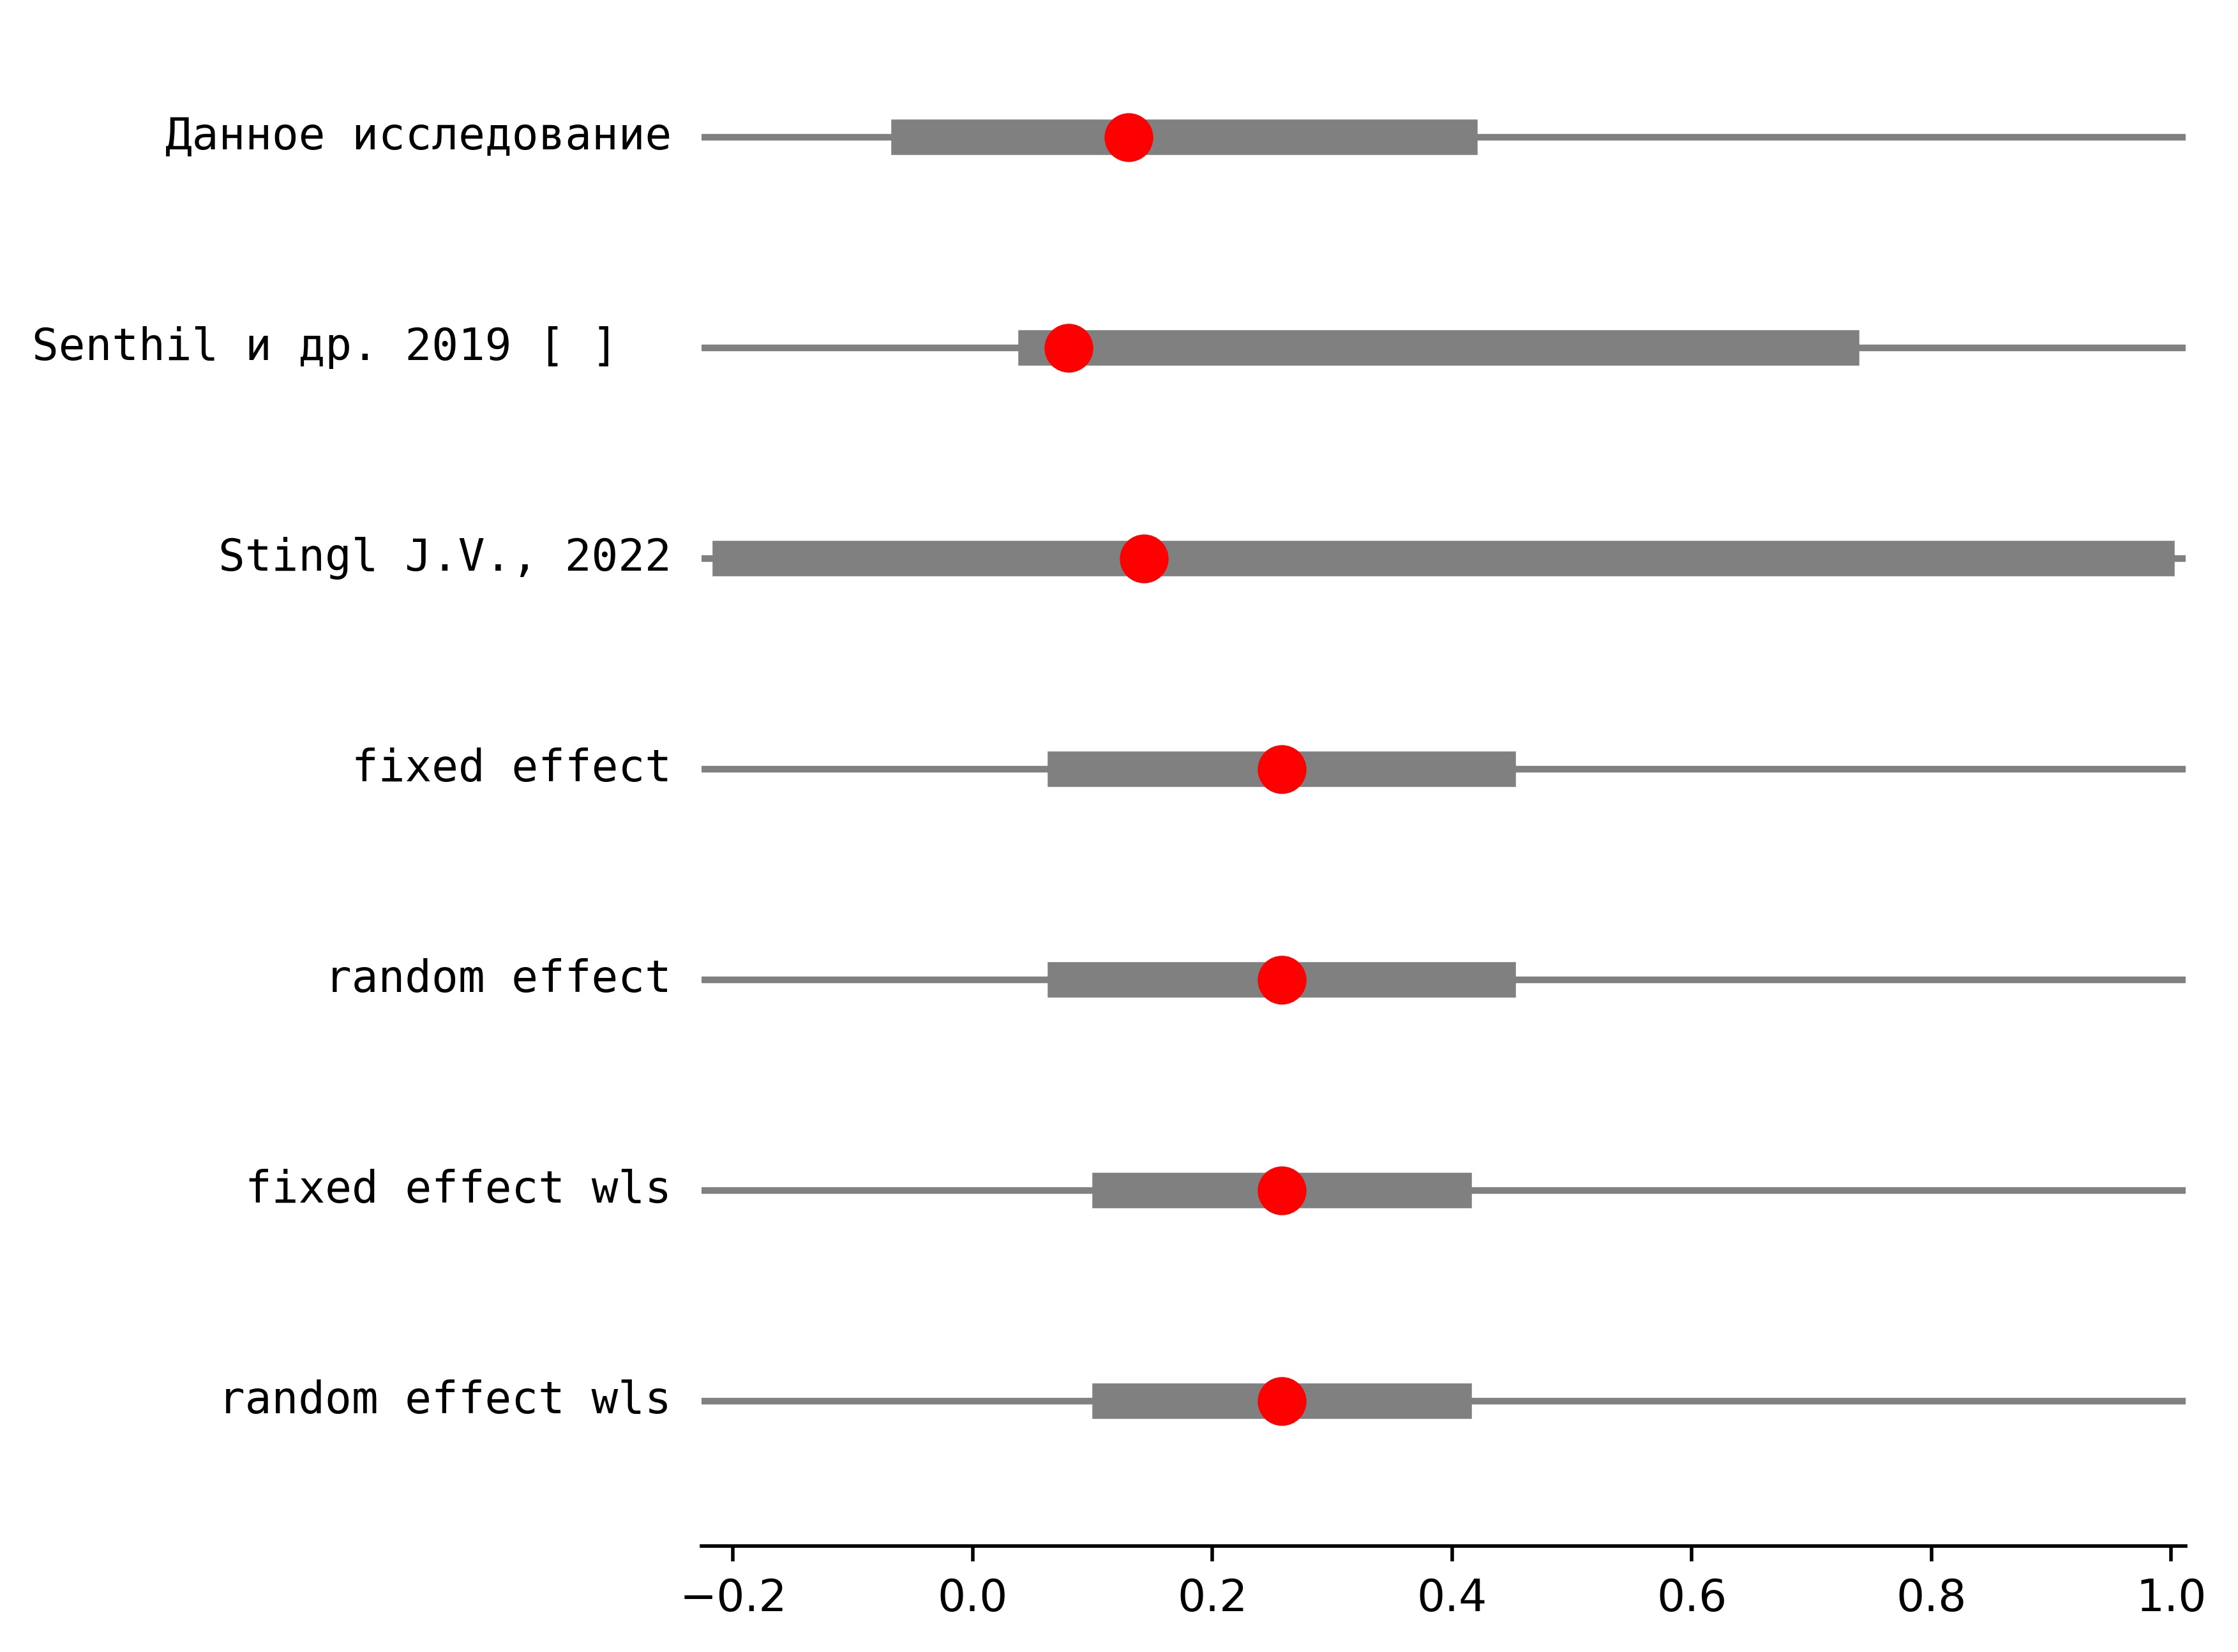 Данное исследование
Senthil и др. 2019 [ ]
Stingl J.V., 2022
fixed effect
random effect
fixed effect wls
random effect wls
−0.2 0.0 0.2 0.4 0.6 0.8 1.0